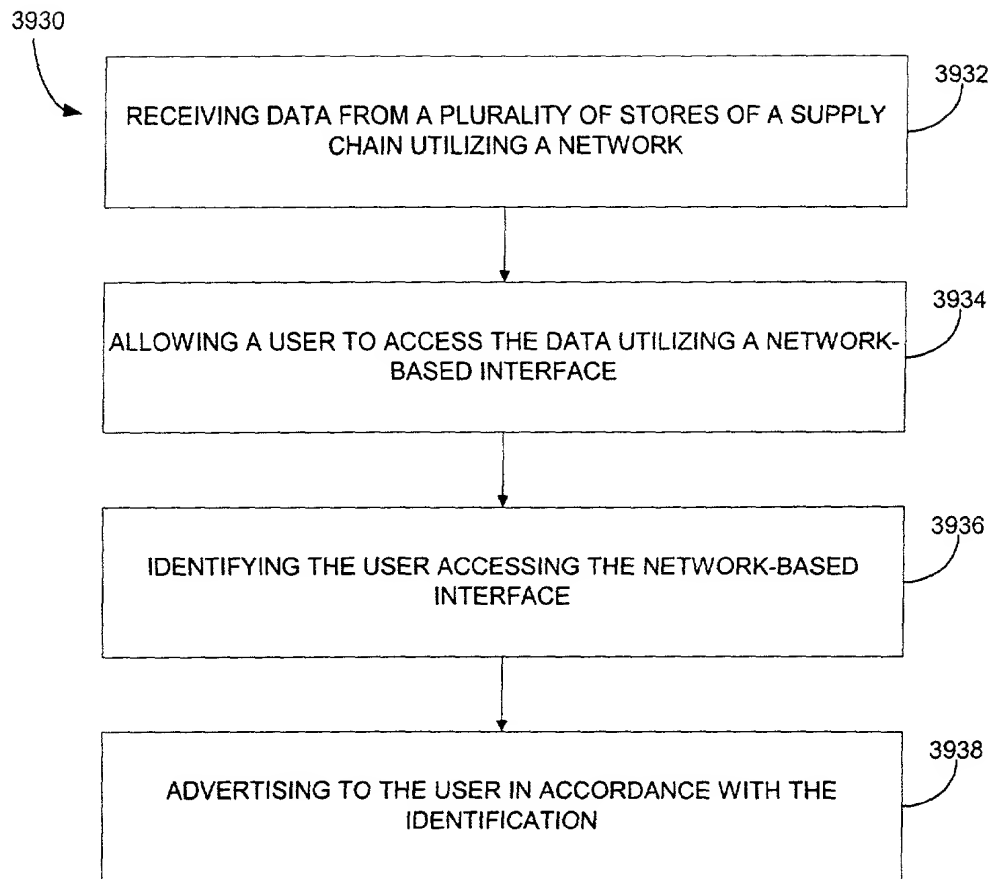 3930
3932
RECEIVING DATA FROM A PLURALITY OF STORES OF A SUPPLY
CHAIN UTILIZING A NETWORK
3934
ALLOWING A USER TO ACCESS THE DATA UTILIZING A NETWORK-
BASED INTERFACE
3936
IDENTIFYING THE USER ACCESSING THE NETWORK-BASED
INTERFACE
3938
ADVERTISING TO THE USER IN ACCORDANCE WITH THE
IDENTIFICATION